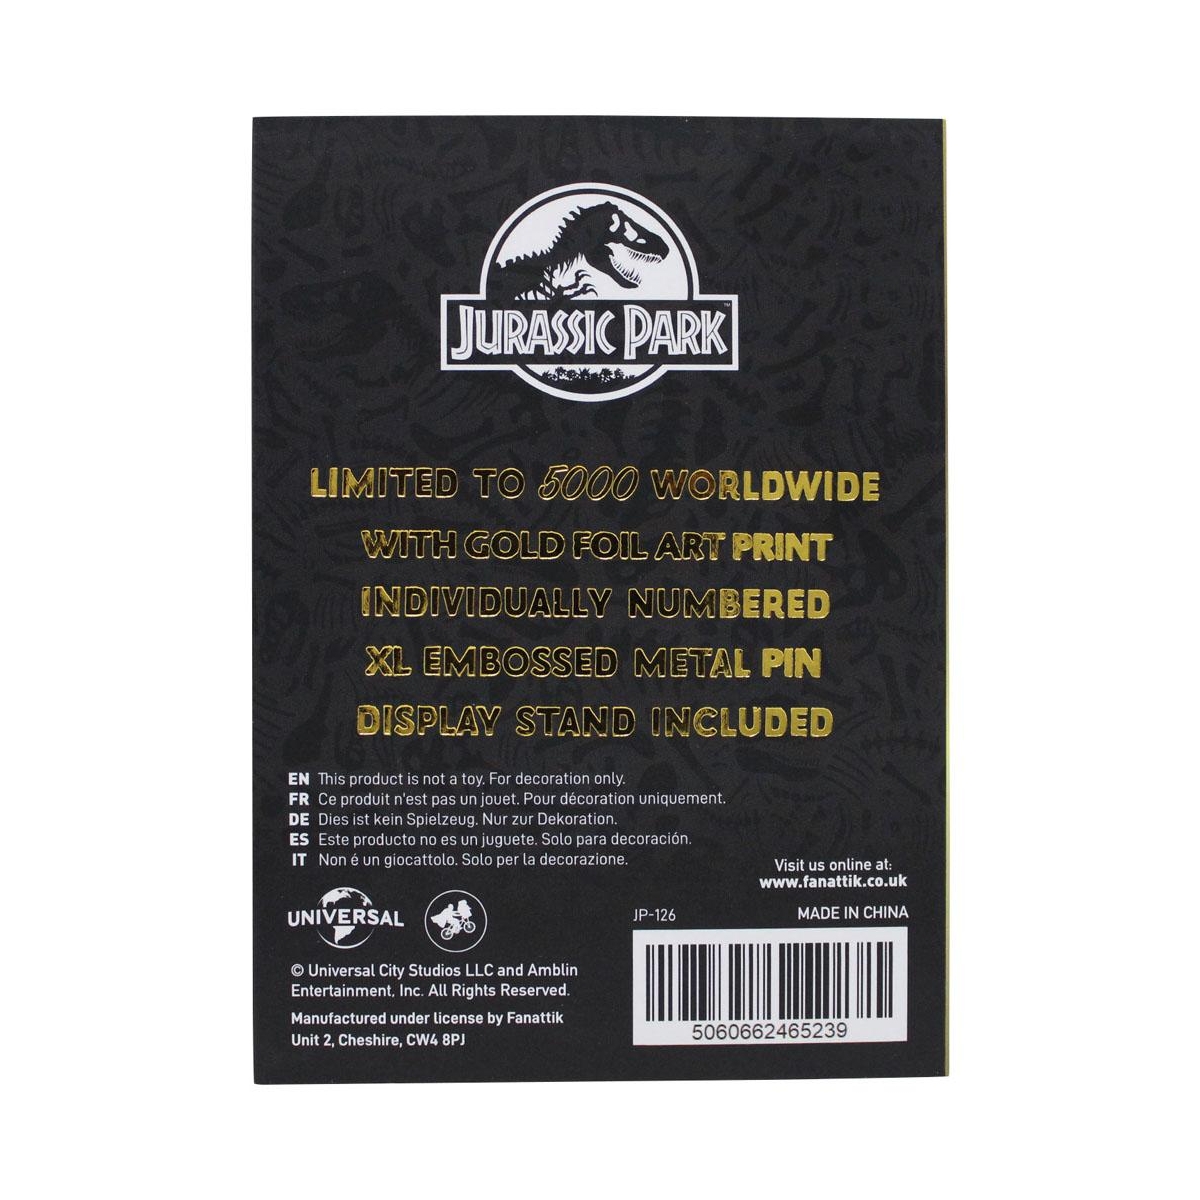 JURASSIC PARK™
LIMITED TO 5000 WORLDWIDE
WITH GOLD FOIL ART PRINT
INDIVIDUALLY NUMBERED
XL EMBOSSED METAL PIN
DISPLAY STAND INCLUDED
EN This product is not a toy. For decoration only.
FR Ce produit n'est pas un jouet. Pour décoration uniquement.
DE Dies ist kein Spielzeug. Nur zur Dekoration.
ES Este producto no es un juguete. Solo para decoración.
IT Non é un giocattolo. Solo per la decorazione.
Visit us online at:
www.fanattik.co.uk
UNIVERSAL
JP-126 MADE IN CHINA
© Universal City Studios LLC and Amblin
Entertainment, Inc. All Rights Reserved.
Manufactured under license by Fanattik
Unit 2, Cheshire, CW4 8PJ
5060662465239